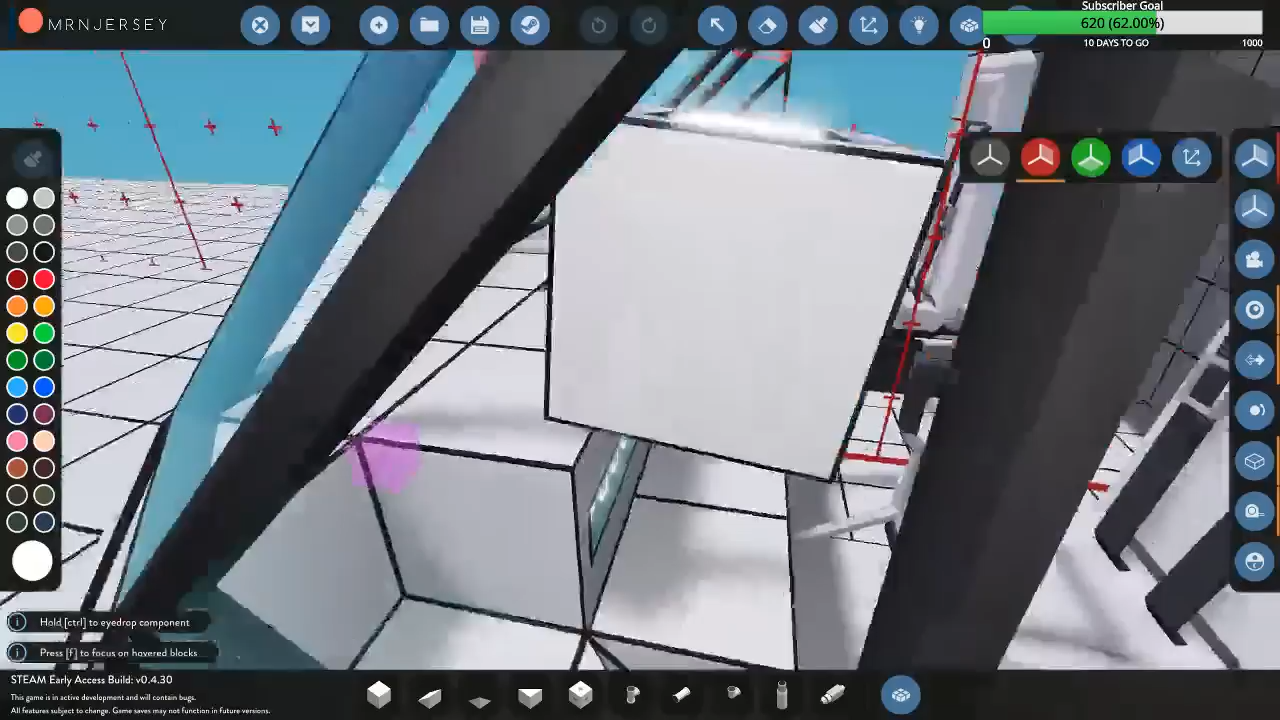 MRNJERSEY
Subscriber Goal
620 (62.00%)
0
10 DAYS TO GO
1000
Hold [ctrl] to eyedrop component
Press [f] to focus on hovered blocks
STEAM Early Access Build: v0.4.30
This game is in active development and will contain bugs.
All features subject to change. Game saves may not function in future versions.